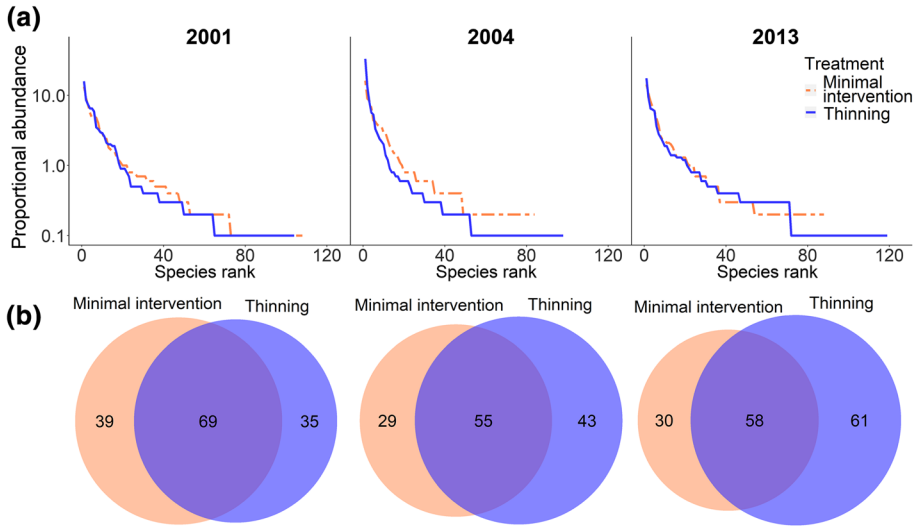 (a)
2001
2004
2013
Proportional abundance
10.0
1.0
0.1
Treatment
Minimal
intervention
Thinning
0 40 80 120
0 40 80 120
0 40 80 120
Species rank
Species rank
Species rank
(b)
Minimal intervention Thinning
Minimal intervention Thinning
Minimal intervention Thinning
39 69 35
29 55 43
30 58 61